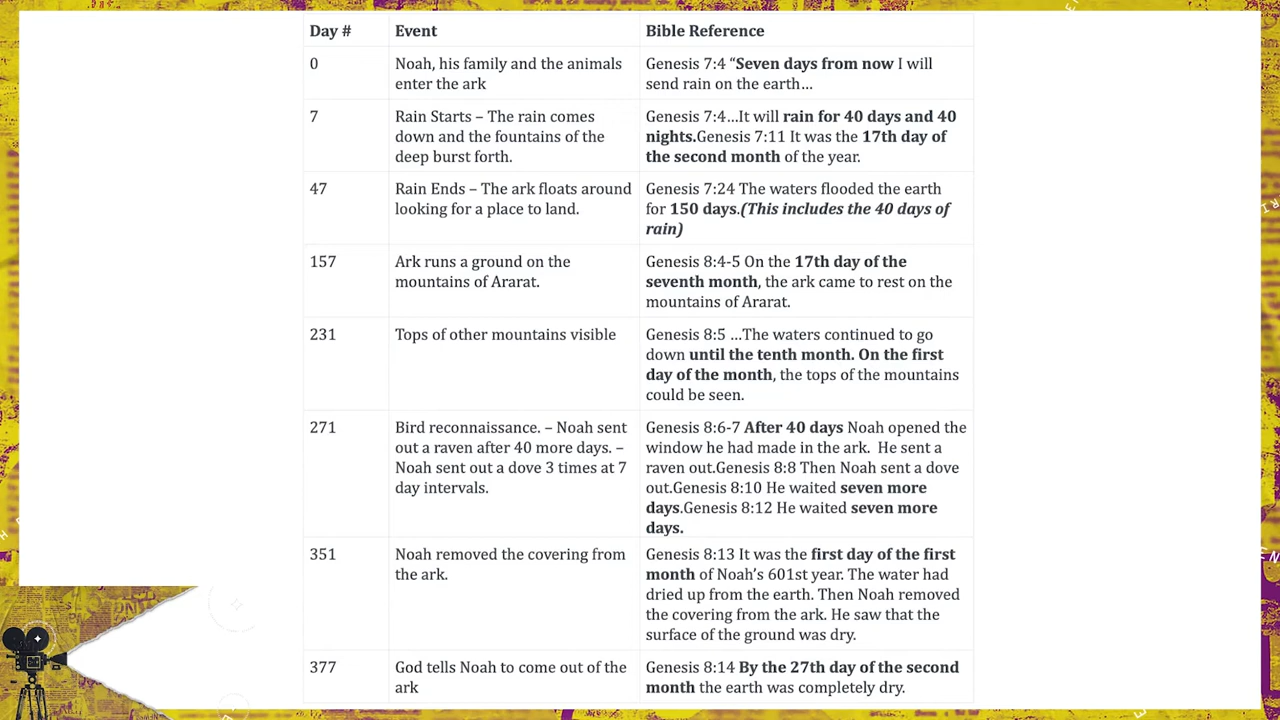 Day #
Event
Bible Reference
0
Noah, his family and the animals
enter the ark
Genesis 7:4 “Seven days from now I will
send rain on the earth…
7
Rain Starts – The rain comes
down and the fountains of the
deep burst forth.
Genesis 7:4…It will rain for 40 days and 40
nights.Genesis 7:11 It was the 17th day of
the second month of the year.
47
Rain Ends – The ark floats around
looking for a place to land.
Genesis 7:24 The waters flooded the earth
for 150 days.(This includes the 40 days of
rain)
157
Ark runs a ground on the
mountains of Ararat.
Genesis 8:4-5 On the 17th day of the
seventh month, the ark came to rest on the
mountains of Ararat.
231
Tops of other mountains visible
Genesis 8:5 …The waters continued to go
down until the tenth month. On the first
day of the month, the tops of the mountains
could be seen.
271
Bird reconnaissance. – Noah sent
out a raven after 40 more days. –
Noah sent out a dove 3 times at 7
day intervals.
Genesis 8:6-7 After 40 days Noah opened the
window he had made in the ark.  He sent a
raven out.Genesis 8:8 Then Noah sent a dove
out.Genesis 8:10 He waited seven more
days.Genesis 8:12 He waited seven more
days.
351
Noah removed the covering from
the ark.
Genesis 8:13 It was the first day of the first
month of Noah’s 601st year. The water had
dried up from the earth. Then Noah removed
the covering from the ark. He saw that the
surface of the ground was dry.
377
God tells Noah to come out of the
ark
Genesis 8:14 By the 27th day of the second
month the earth was completely dry.